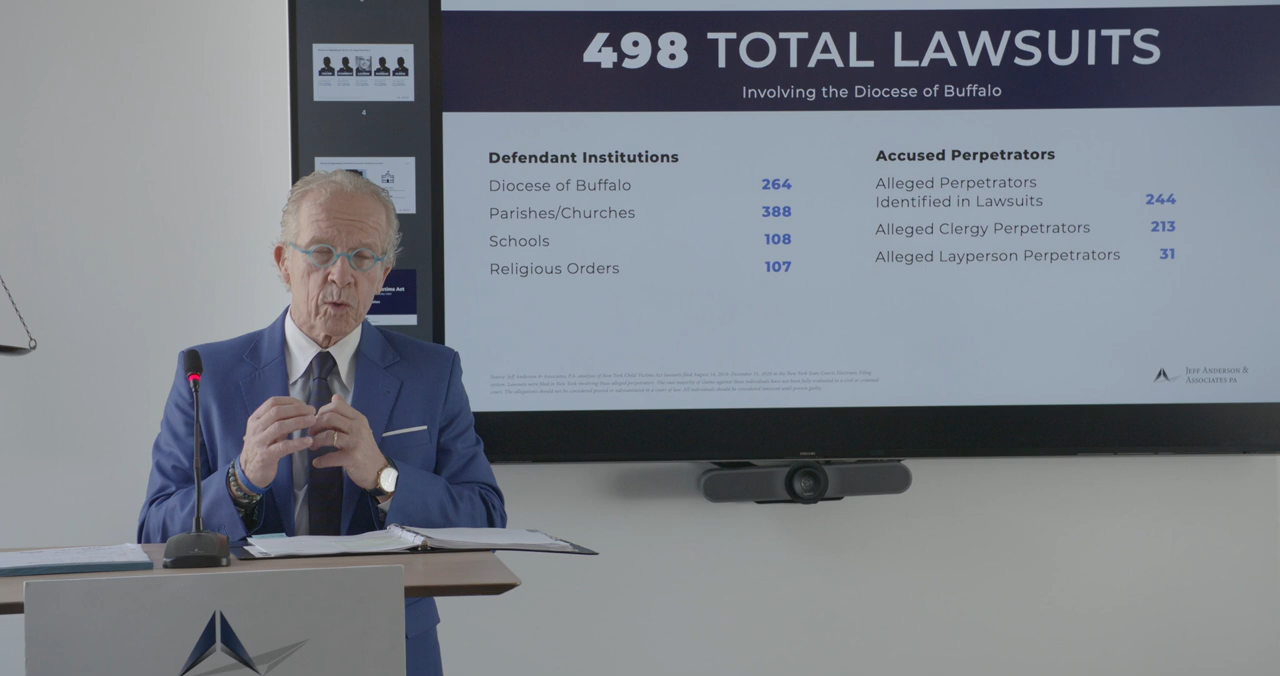 498 TOTAL LAWSUITS
Involving the Diocese of Buffalo
Defendant Institutions
Diocese of Buffalo 264
Parishes/Churches 388
Schools 108
Religious Orders 107
Accused Perpetrators
Alleged Perpetrators
Identified in Lawsuits 244
Alleged Clergy Perpetrators 213
Alleged Layperson Perpetrators 31
JEFF ANDERSON &
ASSOCIATES PA
4
Act